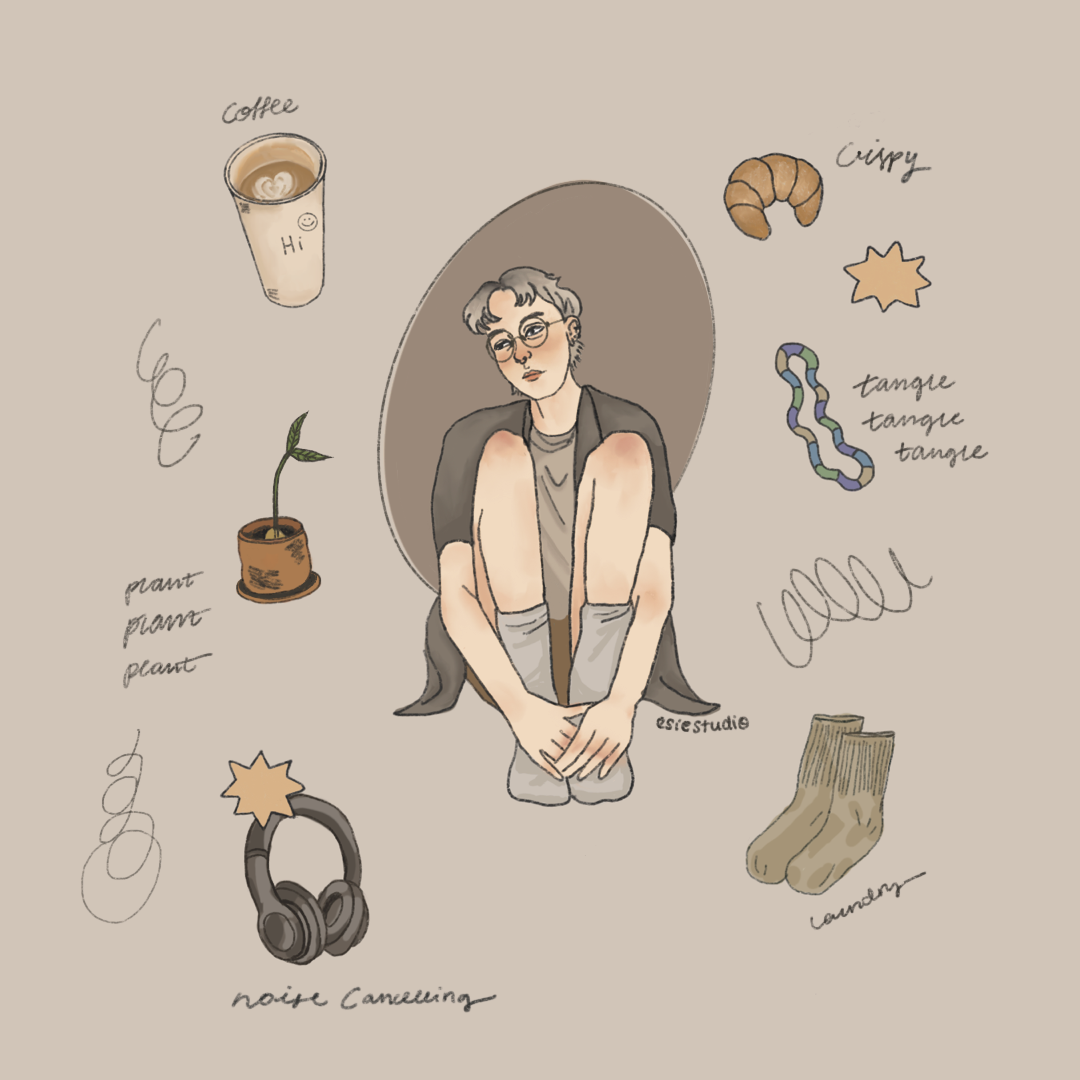 Coffee
Hi
Crispy
tangle
tangle
tangle
plant
plant
plant
esiestudio
laundry
noise Cancelling